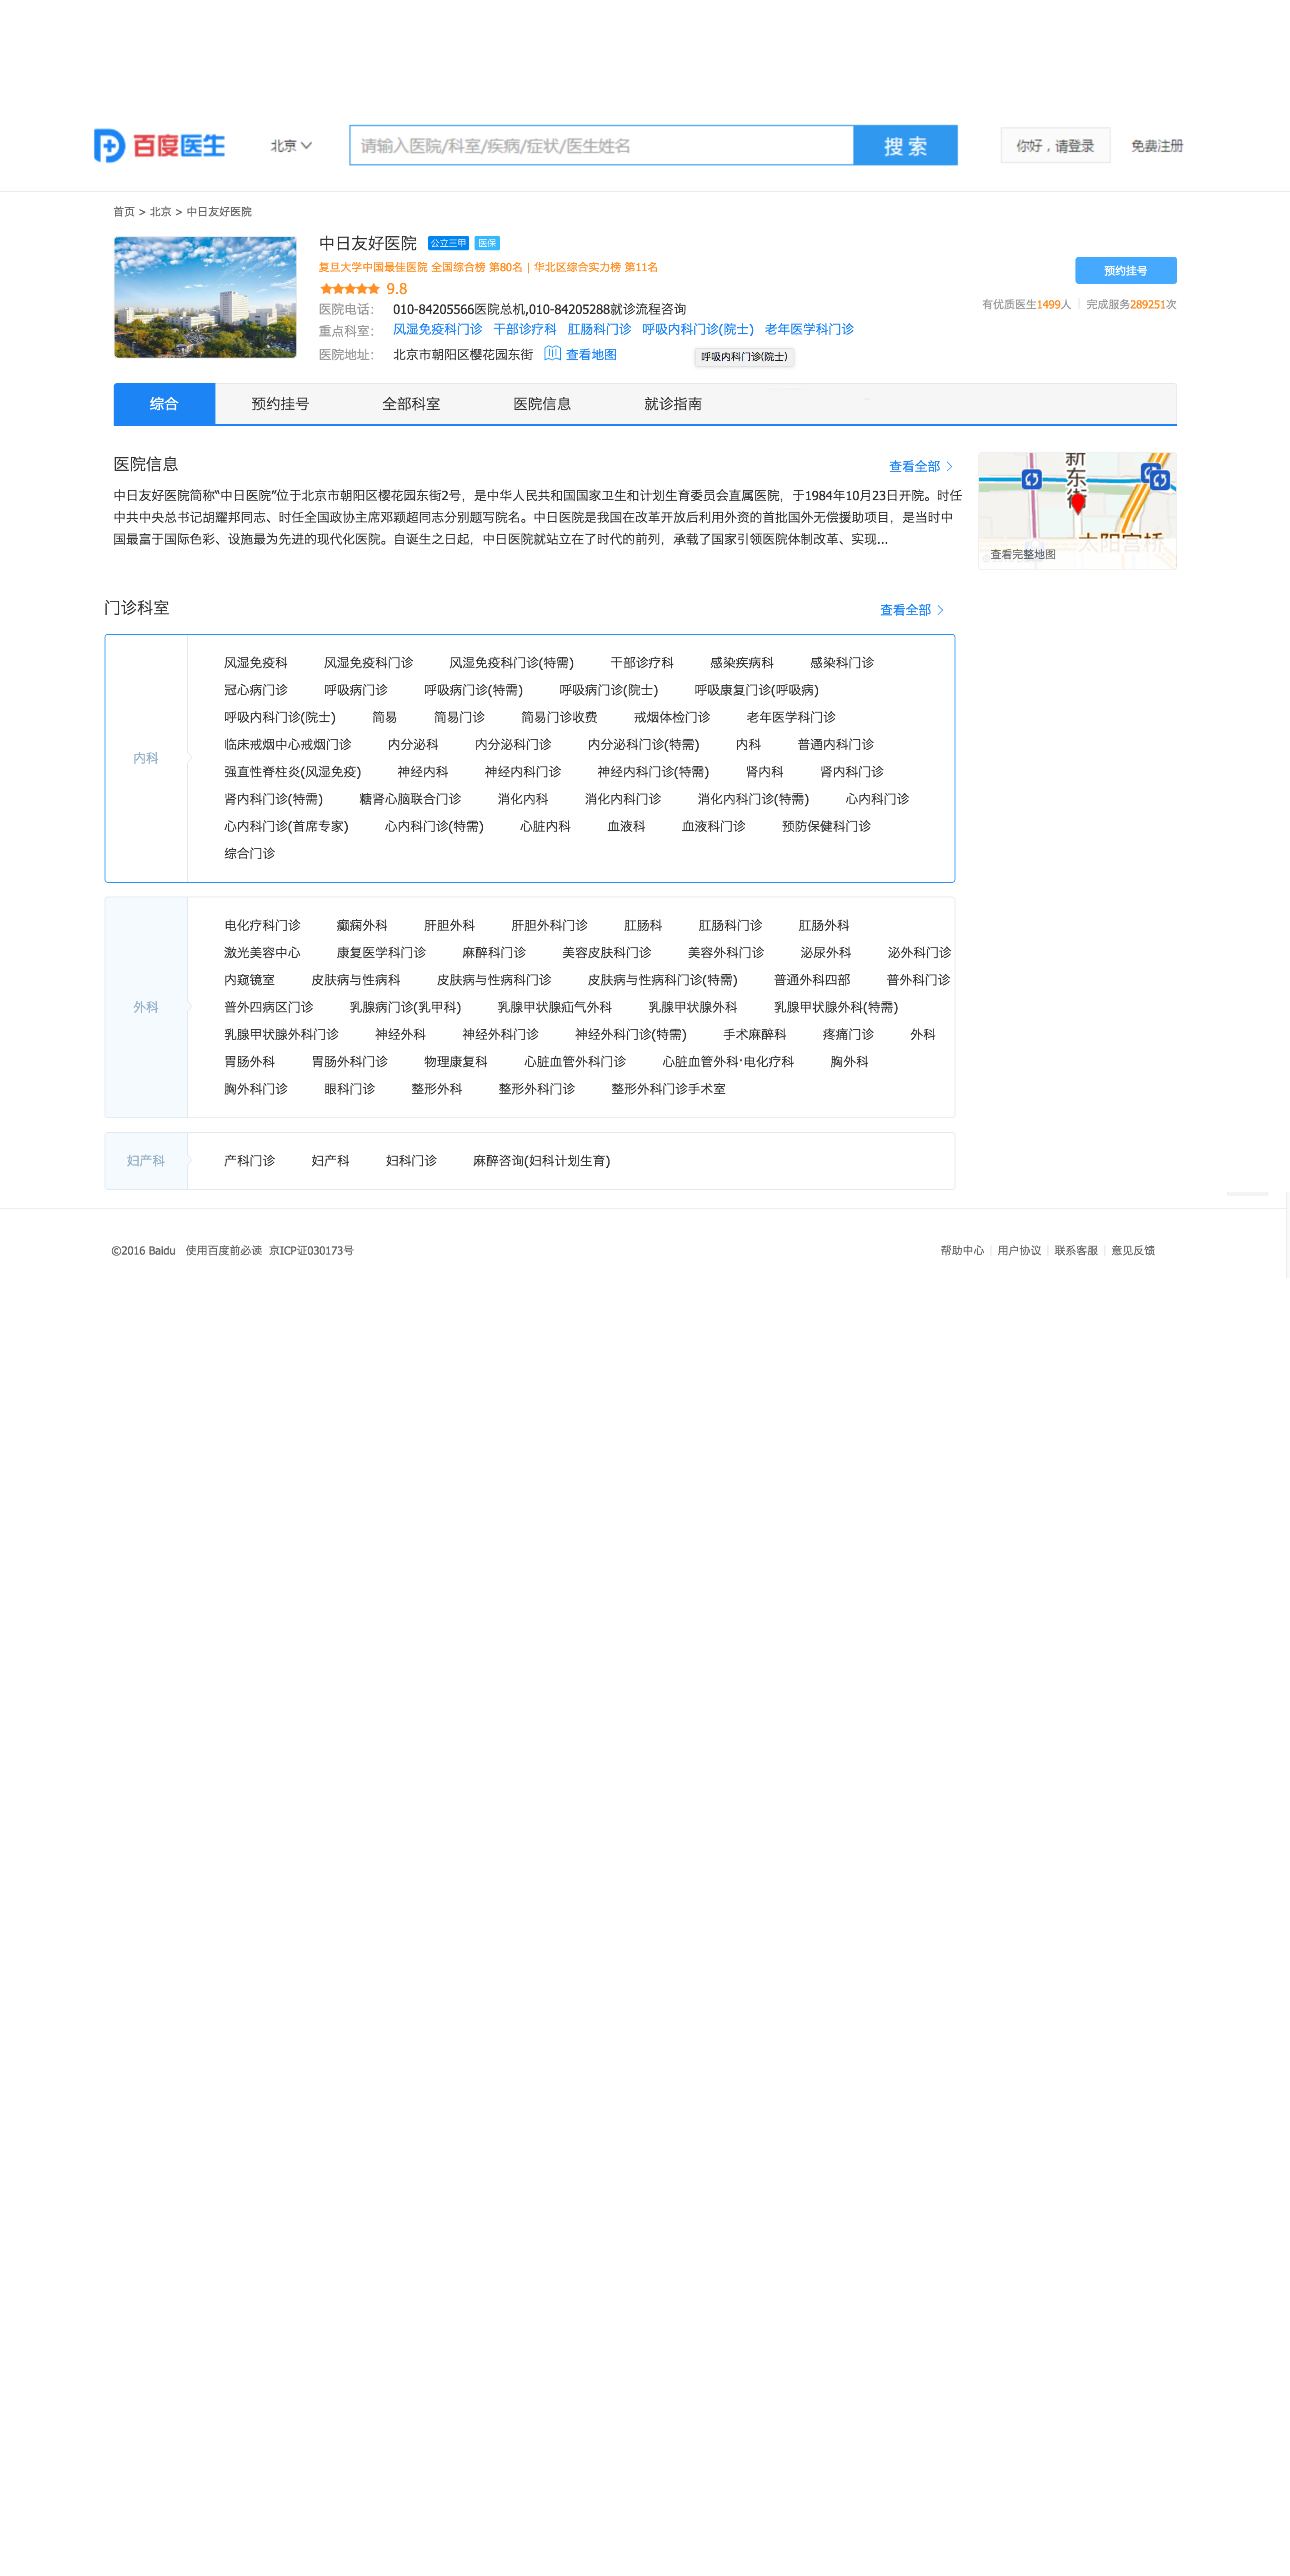 百度医生
北京
请输入医院/科室/疾病/症状/医生姓名
搜 索
你好，请登录
免费注册
首页 > 北京 > 中日友好医院
中日友好医院 公立三甲 医保
复旦大学中国最佳医院 全国综合榜 第80名 | 华北区综合实力榜 第11名
9.8
医院电话： 010-84205566医院总机,010-84205288就诊流程咨询
重点科室： 风湿免疫科门诊 干部诊疗科 肛肠科门诊 呼吸内科门诊(院士) 老年医学科门诊
医院地址： 北京市朝阳区樱花园东街 查看地图
呼吸内科门诊(院士)
预约挂号
有优质医生1499人 | 完成服务289251次
综合 预约挂号 全部科室 医院信息 就诊指南
医院信息 查看全部
中日友好医院简称“中日医院”位于北京市朝阳区樱花园东街2号，是中华人民共和国国家卫生和计划生育委员会直属医院，于1984年10月23日开院。时任
中共中央总书记胡耀邦同志、时任全国政协主席邓颖超同志分别题写院名。中日医院是我国在改革开放后利用外资的首批国外无偿援助项目，是当时中
国最富于国际色彩、设施最为先进的现代化医院。自诞生之日起，中日医院就站立在了时代的前列，承载了国家引领医院体制改革、实现...
新东街
太阳宫桥
查看完整地图
门诊科室 查看全部
内科
风湿免疫科 风湿免疫科门诊 风湿免疫科门诊(特需) 干部诊疗科 感染疾病科 感染科门诊
冠心病门诊 呼吸病门诊 呼吸病门诊(特需) 呼吸病门诊(院士) 呼吸康复门诊(呼吸病)
呼吸内科门诊(院士) 简易 简易门诊 简易门诊收费 戒烟体检门诊 老年医学科门诊
临床戒烟中心戒烟门诊 内分泌科 内分泌科门诊 内分泌科门诊(特需) 内科 普通内科门诊
强直性脊柱炎(风湿免疫) 神经内科 神经内科门诊 神经内科门诊(特需) 肾内科 肾内科门诊
肾内科门诊(特需) 糖肾心脑联合门诊 消化内科 消化内科门诊 消化内科门诊(特需) 心内科门诊
心内科门诊(首席专家) 心内科门诊(特需) 心脏内科 血液科 血液科门诊 预防保健科门诊
综合门诊
外科
电化疗科门诊 癫痫外科 肝胆外科 肝胆外科门诊 肛肠科 肛肠科门诊 肛肠外科
激光美容中心 康复医学科门诊 麻醉科门诊 美容皮肤科门诊 美容外科门诊 泌尿外科 泌外科门诊
内窥镜室 皮肤病与性病科 皮肤病与性病科门诊 皮肤病与性病科门诊(特需) 普通外科四部 普外科门诊
普外四病区门诊 乳腺病门诊(乳甲科) 乳腺甲状腺疝气外科 乳腺甲状腺外科 乳腺甲状腺外科(特需)
乳腺甲状腺外科门诊 神经外科 神经外科门诊 神经外科门诊(特需) 手术麻醉科 疼痛门诊 外科
胃肠外科 胃肠外科门诊 物理康复科 心脏血管外科门诊 心脏血管外科·电化疗科 胸外科
胸外科门诊 眼科门诊 整形外科 整形外科门诊 整形外科门诊手术室
妇产科
产科门诊 妇产科 妇科门诊 麻醉咨询(妇科计划生育)
©2016 Baidu 使用百度前必读 京ICP证030173号
帮助中心 | 用户协议 | 联系客服 | 意见反馈